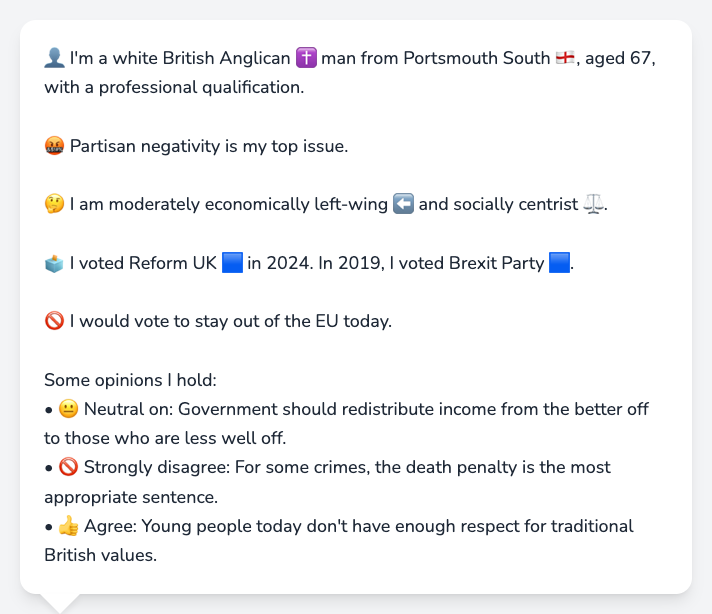 👤 I'm a white British Anglican ✝️ man from Portsmouth South 🏴󠁧󠁢󠁥󠁮󠁧󠁿, aged 67,
with a professional qualification.
🤬 Partisan negativity is my top issue.
🤔 I am moderately economically left-wing ⬅️ and socially centrist ⚖️.
🗳️ I voted Reform UK 🟦 in 2024. In 2019, I voted Brexit Party 🟦.
🚫 I would vote to stay out of the EU today.
Some opinions I hold:
• 😐 Neutral on: Government should redistribute income from the better off
to those who are less well off.
• 🚫 Strongly disagree: For some crimes, the death penalty is the most
appropriate sentence.
• 👍 Agree: Young people today don't have enough respect for traditional
British values.